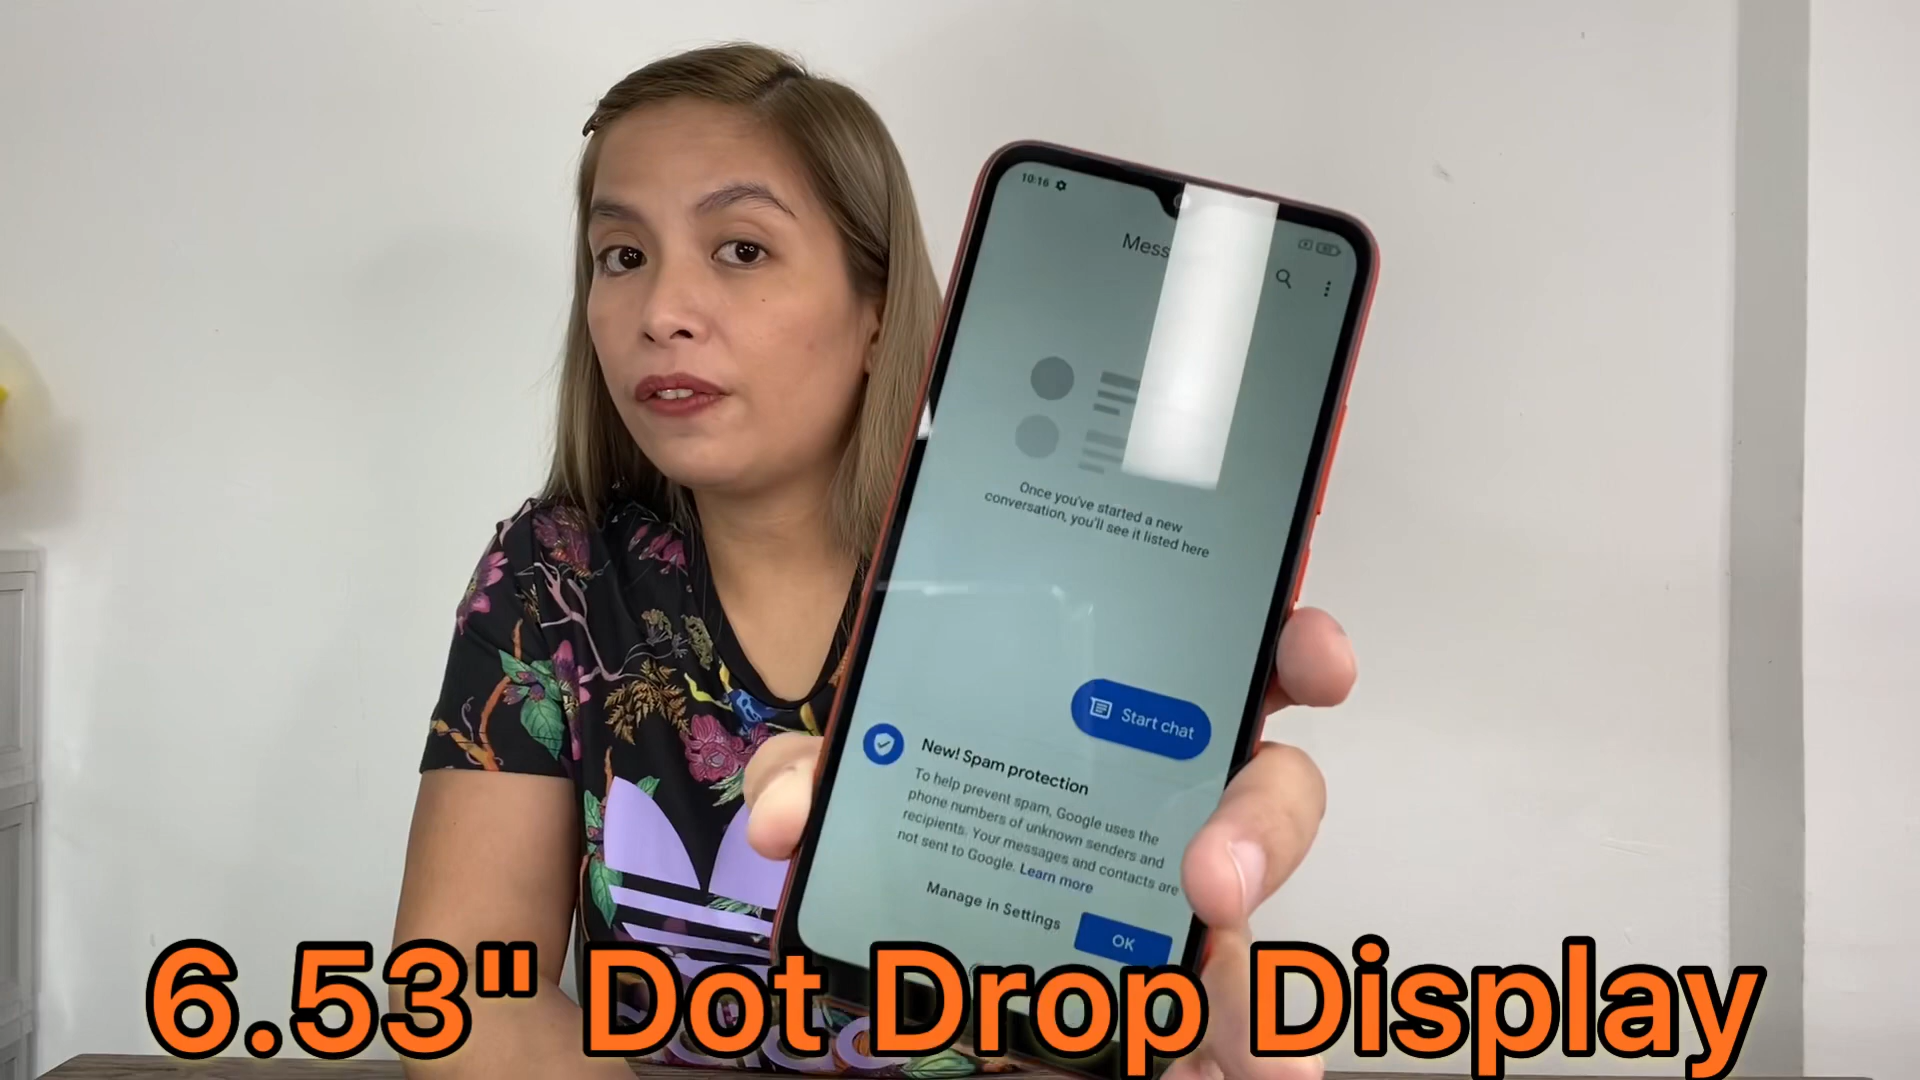 10:16
Mess
Once you've started a new
conversation, you'll see it listed here
Start chat
New! Spam protection
To help prevent spam, Google uses the
phone numbers of unknown senders and
recipients. Your messages and contacts are
not sent to Google. Learn more
Manage in Settings
OK
6.53" Dot Drop Display